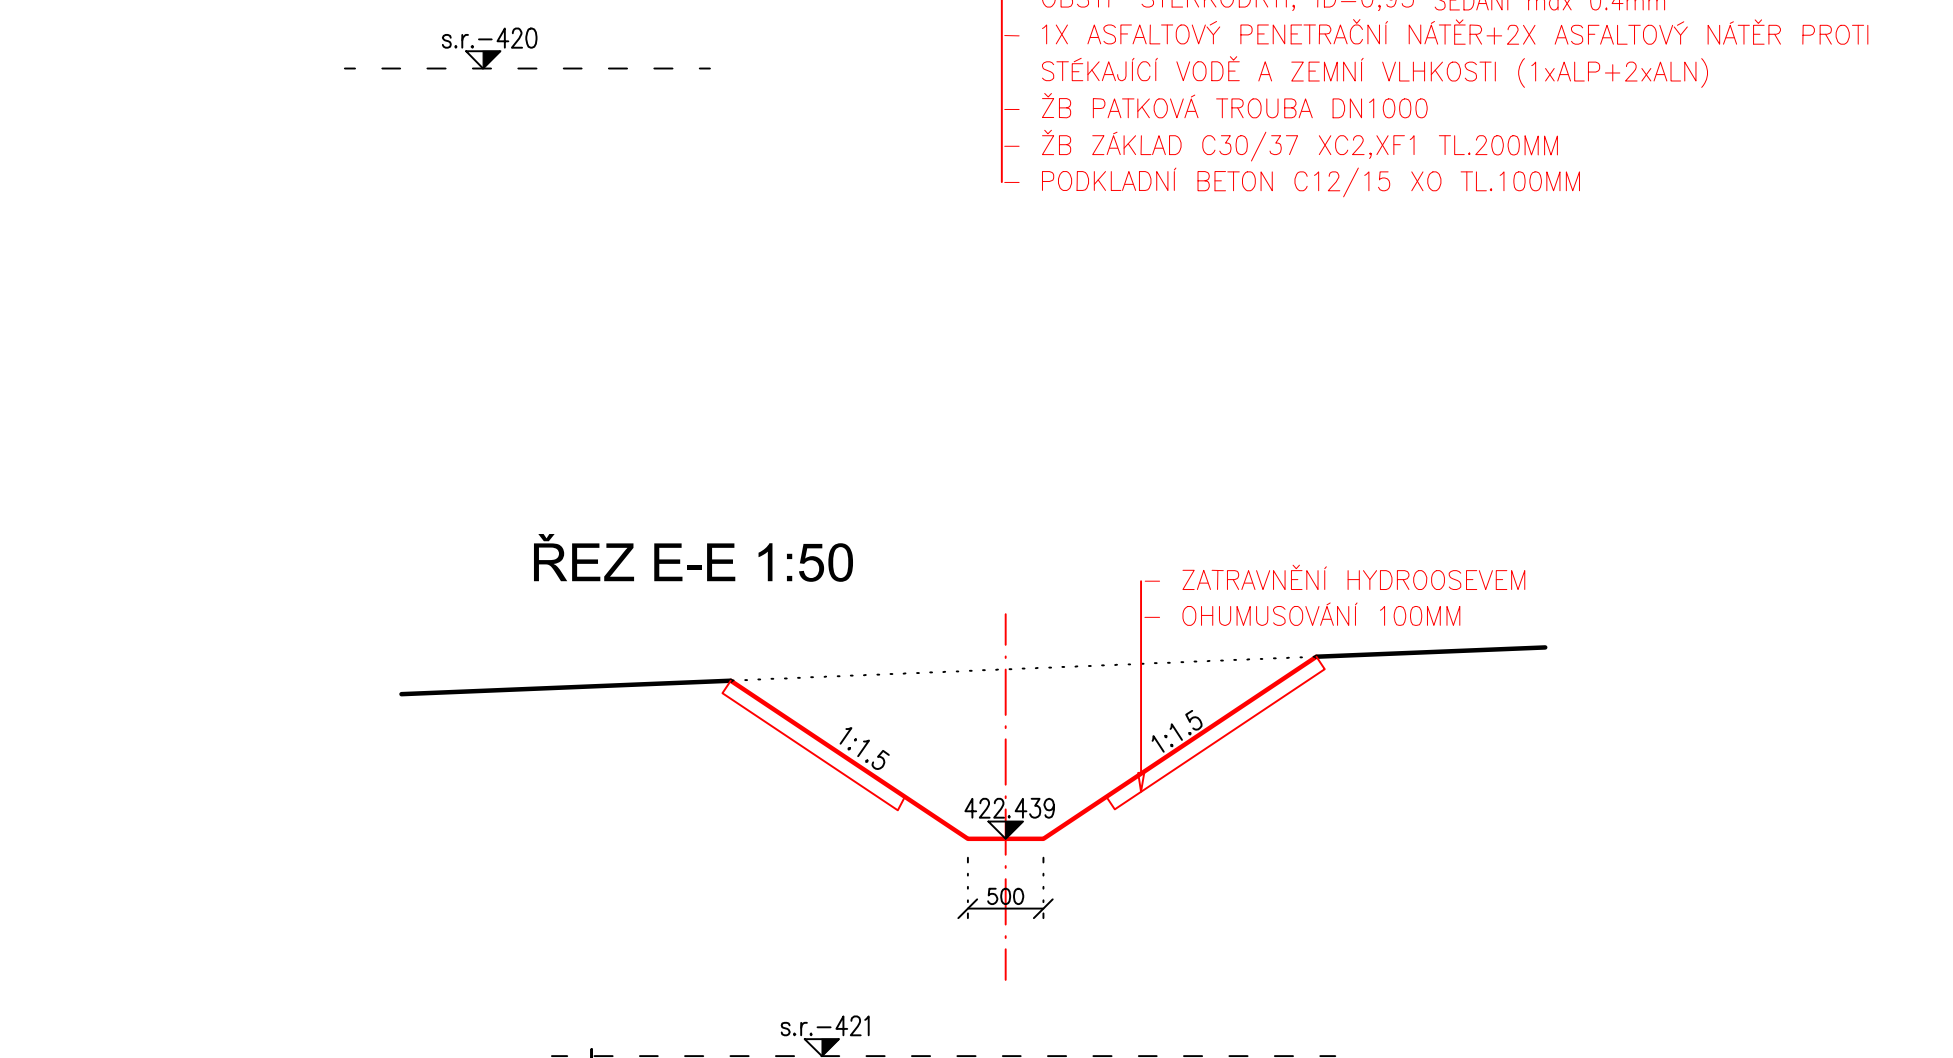 s.r.-420
1X ASFALTOVÝ PENETRAČNÍ NÁTĚR+2X ASFALTOVÝ NÁTĚR PROTI
STÉKAJÍCÍ VODĚ A ZEMNÍ VLHKOSTI (1xALP+2xALN)
ŽB PATKOVÁ TROUBA DN1000
ŽB ZÁKLAD C30/37 XC2,XF1 TL.200MM
PODKLADNÍ BETON C12/15 XO TL.100MM
ŘEZ E-E 1:50
ZATRAVNĚNÍ HYDROOSEVEM
OHUMUSOVÁNÍ 100MM
1:1.5
1:1.5
422.439
500
s.r.-421